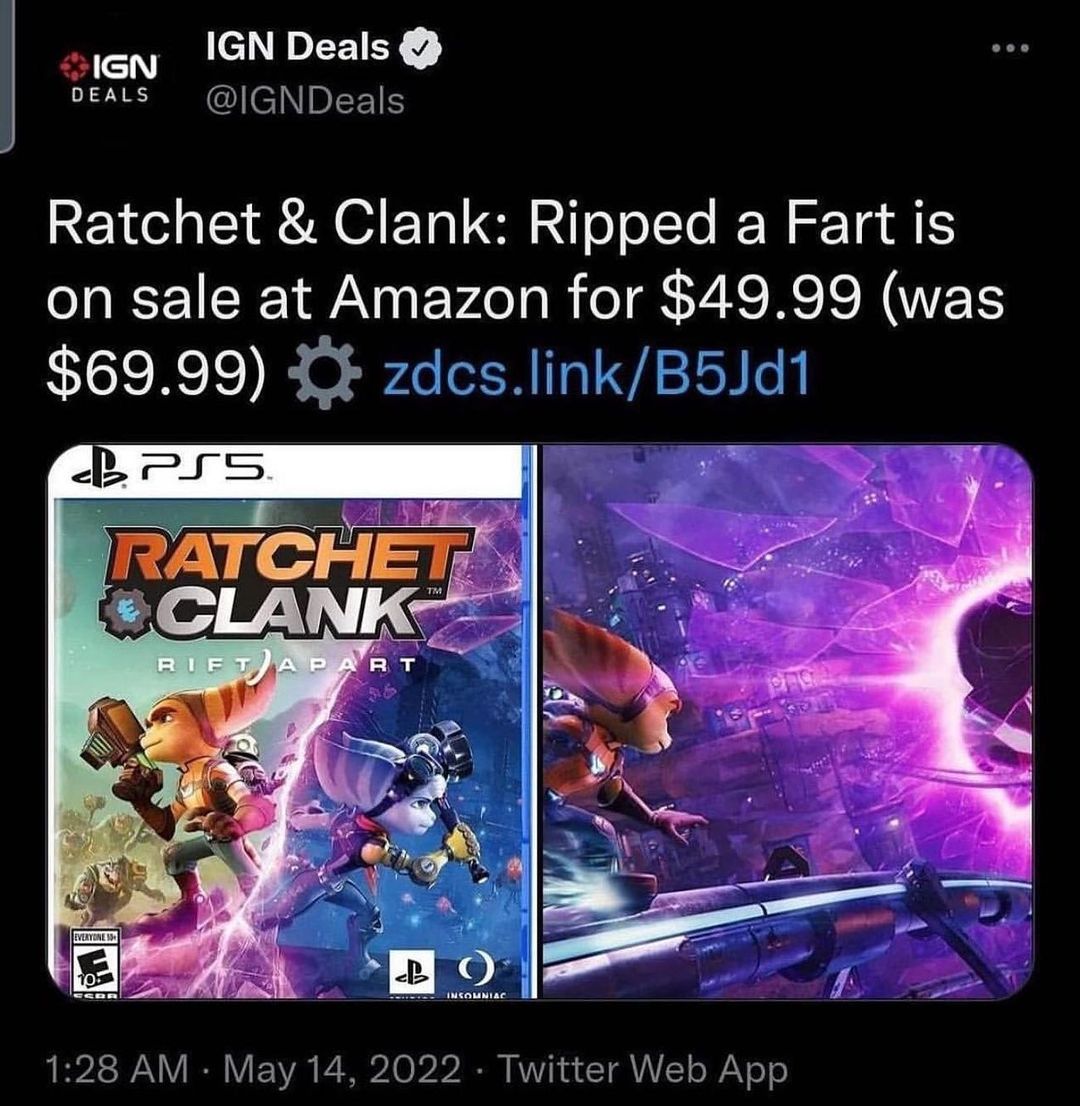 IGN
DEALS
IGN Deals
@IGNDeals
Ratchet & Clank: Ripped a Fart is
on sale at Amazon for $49.99 (was
$69.99) ⚙️ zdcs.link/B5Jd1
PS5
RATCHET
& CLANK™
RIFT APART
EVERYONE 10+
E
10+
ESRB
INSOMNIAC
1:28 AM · May 14, 2022 · Twitter Web App